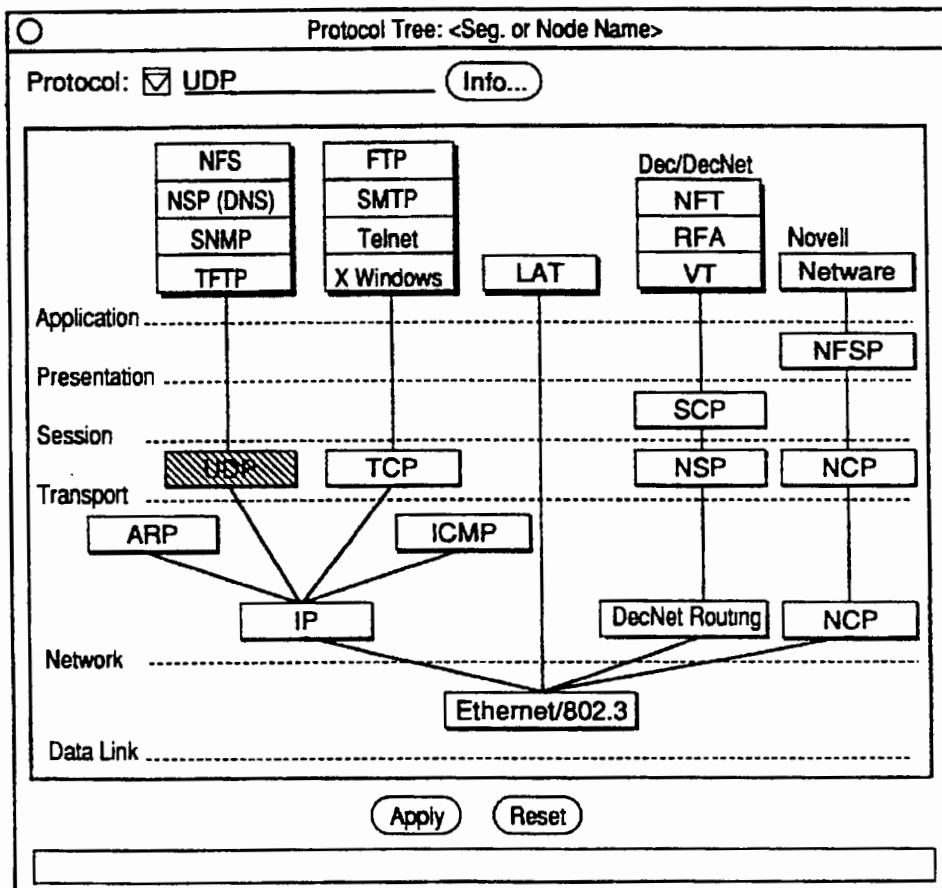 Protocol Tree: <Seg. or Node Name>
Protocol: UDP Info...
NFS
NSP (DNS)
SNMP
TFTP
FTP
SMTP
Telnet
X Windows
LAT
Dec/DecNet
NFT
RFA
VT
Novell
Netware
Application
NFSP
Presentation
SCP
Session
UDP
TCP
NSP
NCP
Transport
ARP
ICMP
IP
DecNet Routing
NCP
Network
Ethernet/802.3
Data Link
Apply
Reset